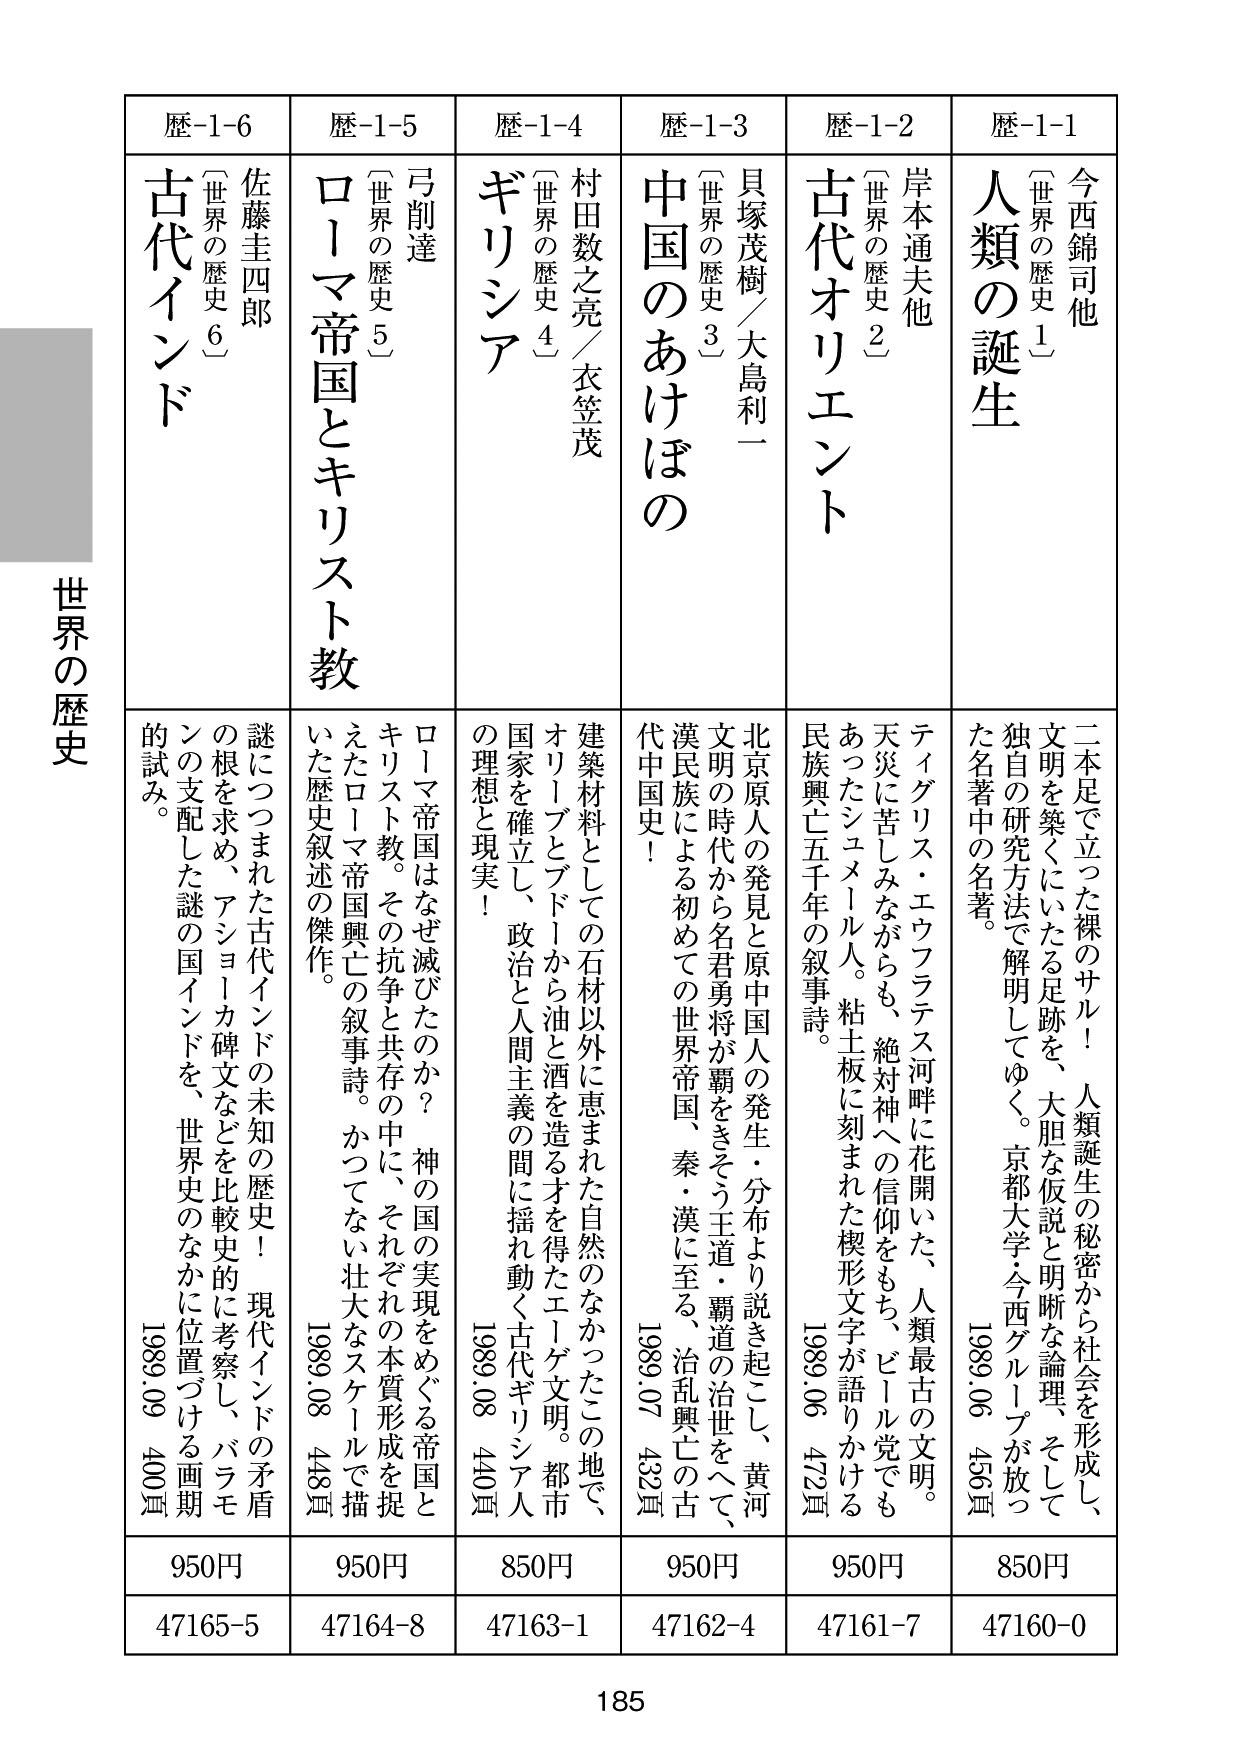 歴-1-1
今西錦司他
〔世界の歴史1〕
人類の誕生
二本足で立った裸のサル！　人類誕生の秘密から社会を形成し、
文明を築くにいたる足跡を、大胆な仮説と明晰な論理、そして
独自の研究方法で解明してゆく。京都大学・今西グループが放っ
た名著中の名著。
1989.06　456頁
850円
47160-0
歴-1-2
岸本通夫他
〔世界の歴史2〕
古代オリエント
ティグリス・エウフラテス河畔に花開いた、人類最古の文明。
天災に苦しみながらも、絶対神への信仰をもち、ビール党でも
あったシュメール人。粘土板に刻まれた楔形文字が語りかける
民族興亡五千年の叙事詩。
1989.06　472頁
950円
47161-7
歴-1-3
貝塚茂樹／大島利一
〔世界の歴史3〕
中国のあけぼの
北京原人の発見と原中国人の発生・分布より説き起こし、黄河
文明の時代から名君勇将が覇をきそう王道・覇道の治世をへて、
漢民族による初めての世界帝国、秦・漢に至る、治乱興亡の古
代中国史！
1989.07　432頁
950円
47162-4
歴-1-4
村田数之亮／衣笠茂
〔世界の歴史4〕
ギリシア
建築材料としての石材以外に恵まれた自然のなかったこの地で、
オリーブとブドーから油と酒を造る才を得たエーゲ文明。都市
国家を確立し、政治と人間主義の間に揺れ動く古代ギリシア人
の理想と現実！
1989.08　440頁
850円
47163-1
歴-1-5
弓削達
〔世界の歴史5〕
ローマ帝国とキリスト教
ローマ帝国はなぜ滅びたのか？　神の国の実現をめぐる帝国と
キリスト教。その抗争と共存の中に、それぞれの本質形成を捉
えたローマ帝国興亡の叙事詩。かつてない壮大なスケールで描
いた歴史叙述の傑作。
1989.08　448頁
950円
47164-8
歴-1-6
佐藤圭四郎
〔世界の歴史6〕
古代インド
謎につつまれた古代インドの未知の歴史！　現代インドの矛盾
の根を求め、アショーカ碑文などを比較史的に考察し、バラモ
ンの支配した謎の国インドを、世界史のなかに位置づける画期
的試み。
1989.09　400頁
950円
47165-5
世界の歴史
185